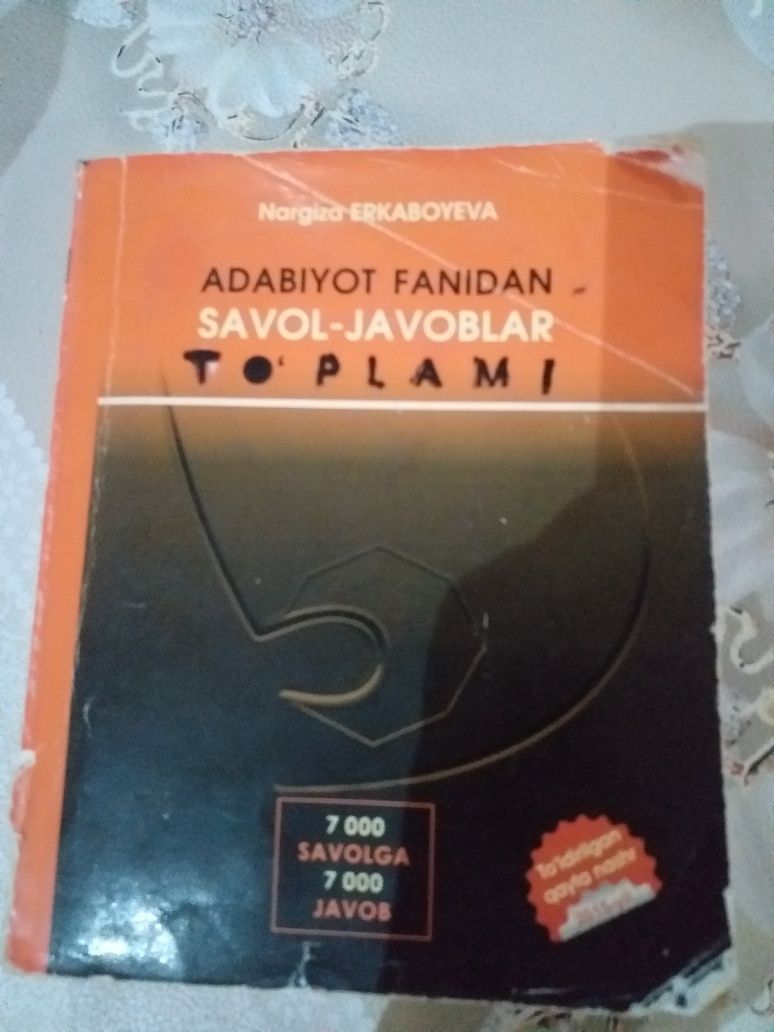 Nargiza ERKABOYEVA
ADABIYOT FANIDAN
SAVOL-JAVOBLAR
TO'PLAMI
7 000
SAVOLGA
7 000
JAVOB
To'ldirilgan
qayta nashr